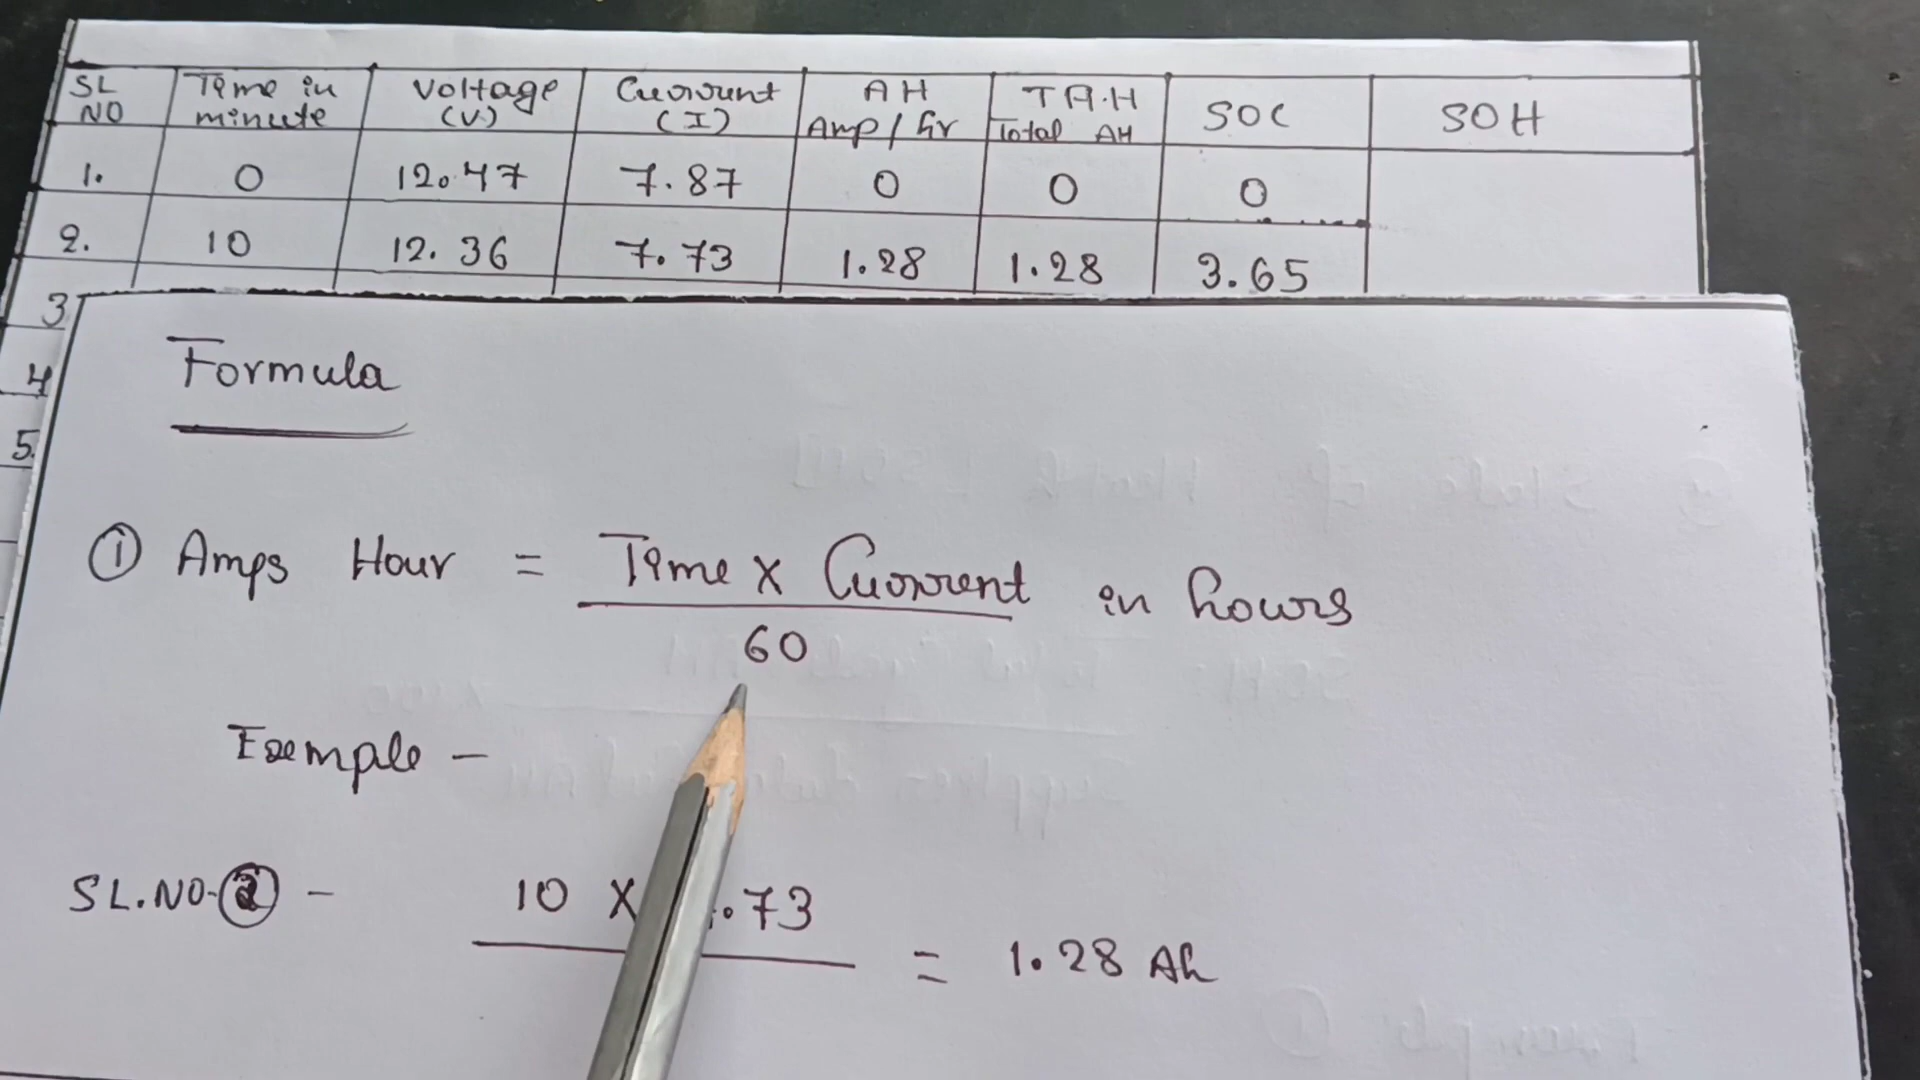 SL NO Time in minute Voltage (V) Current (I) AH Amp/hr T A.H Total AH SOC SOH
1. 0 12.47 7.87 0 0 0
2. 10 12.36 7.73 1.28 1.28 3.65
3
4
5.
Formula
① Amps Hour = Time X Current in hours
60
Exemple -
SL.NO-② - 10 X .73 = 1.28 Ah